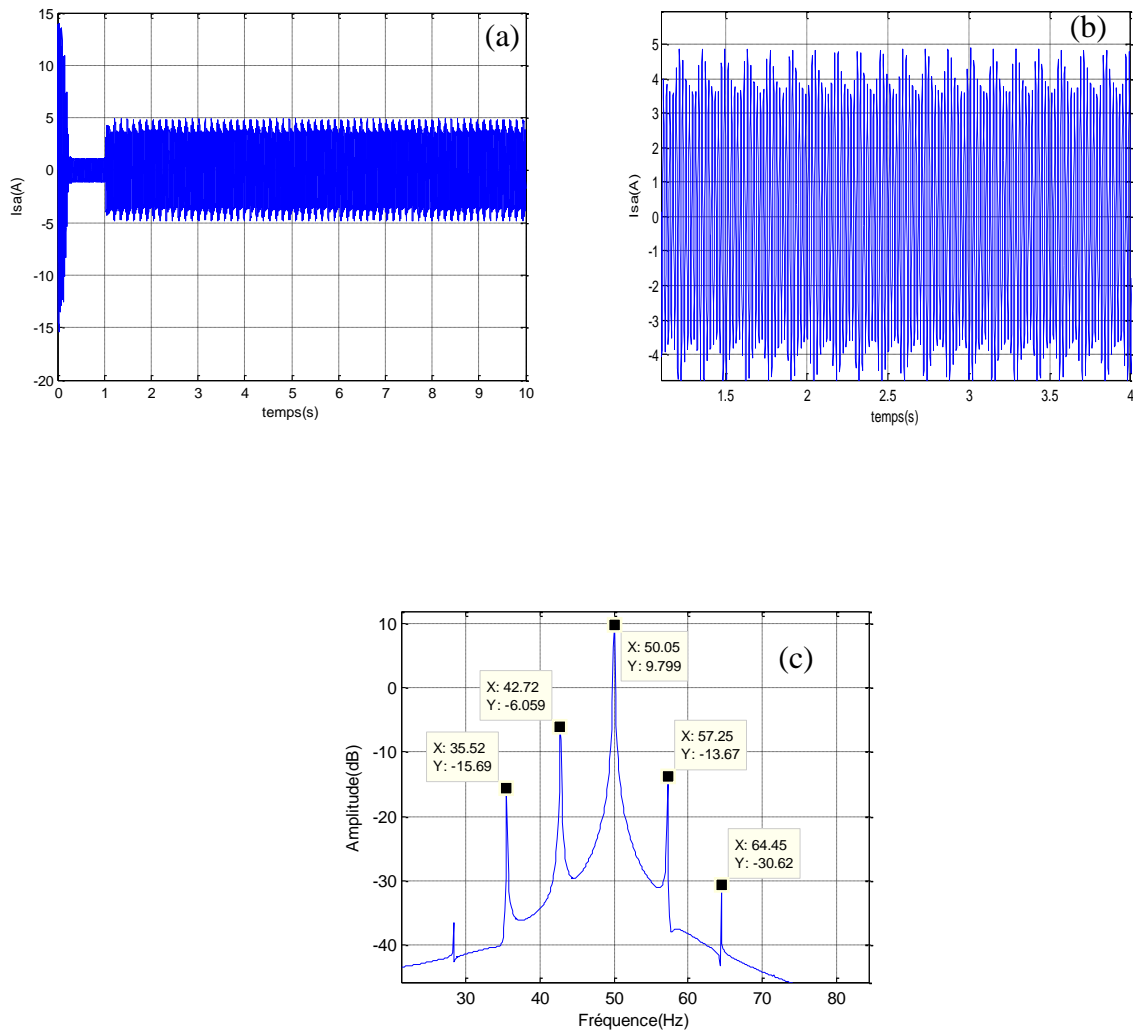 15
10
5
0
-5
-10
-15
-20
Isa(A)
(a)
0 1 2 3 4 5 6 7 8 9 10
temps(s)
5
4
3
2
1
0
-1
-2
-3
-4
Isa(A)
(b)
1.5 2 2.5 3 3.5 4
temps(s)
10
0
-10
-20
-30
-40
Amplitude(dB)
(c)
X: 50.05
Y: 9.799
X: 42.72
Y: -6.059
X: 57.25
Y: -13.67
X: 35.52
Y: -15.69
X: 64.45
Y: -30.62
30 40 50 60 70 80
Fréquence(Hz)